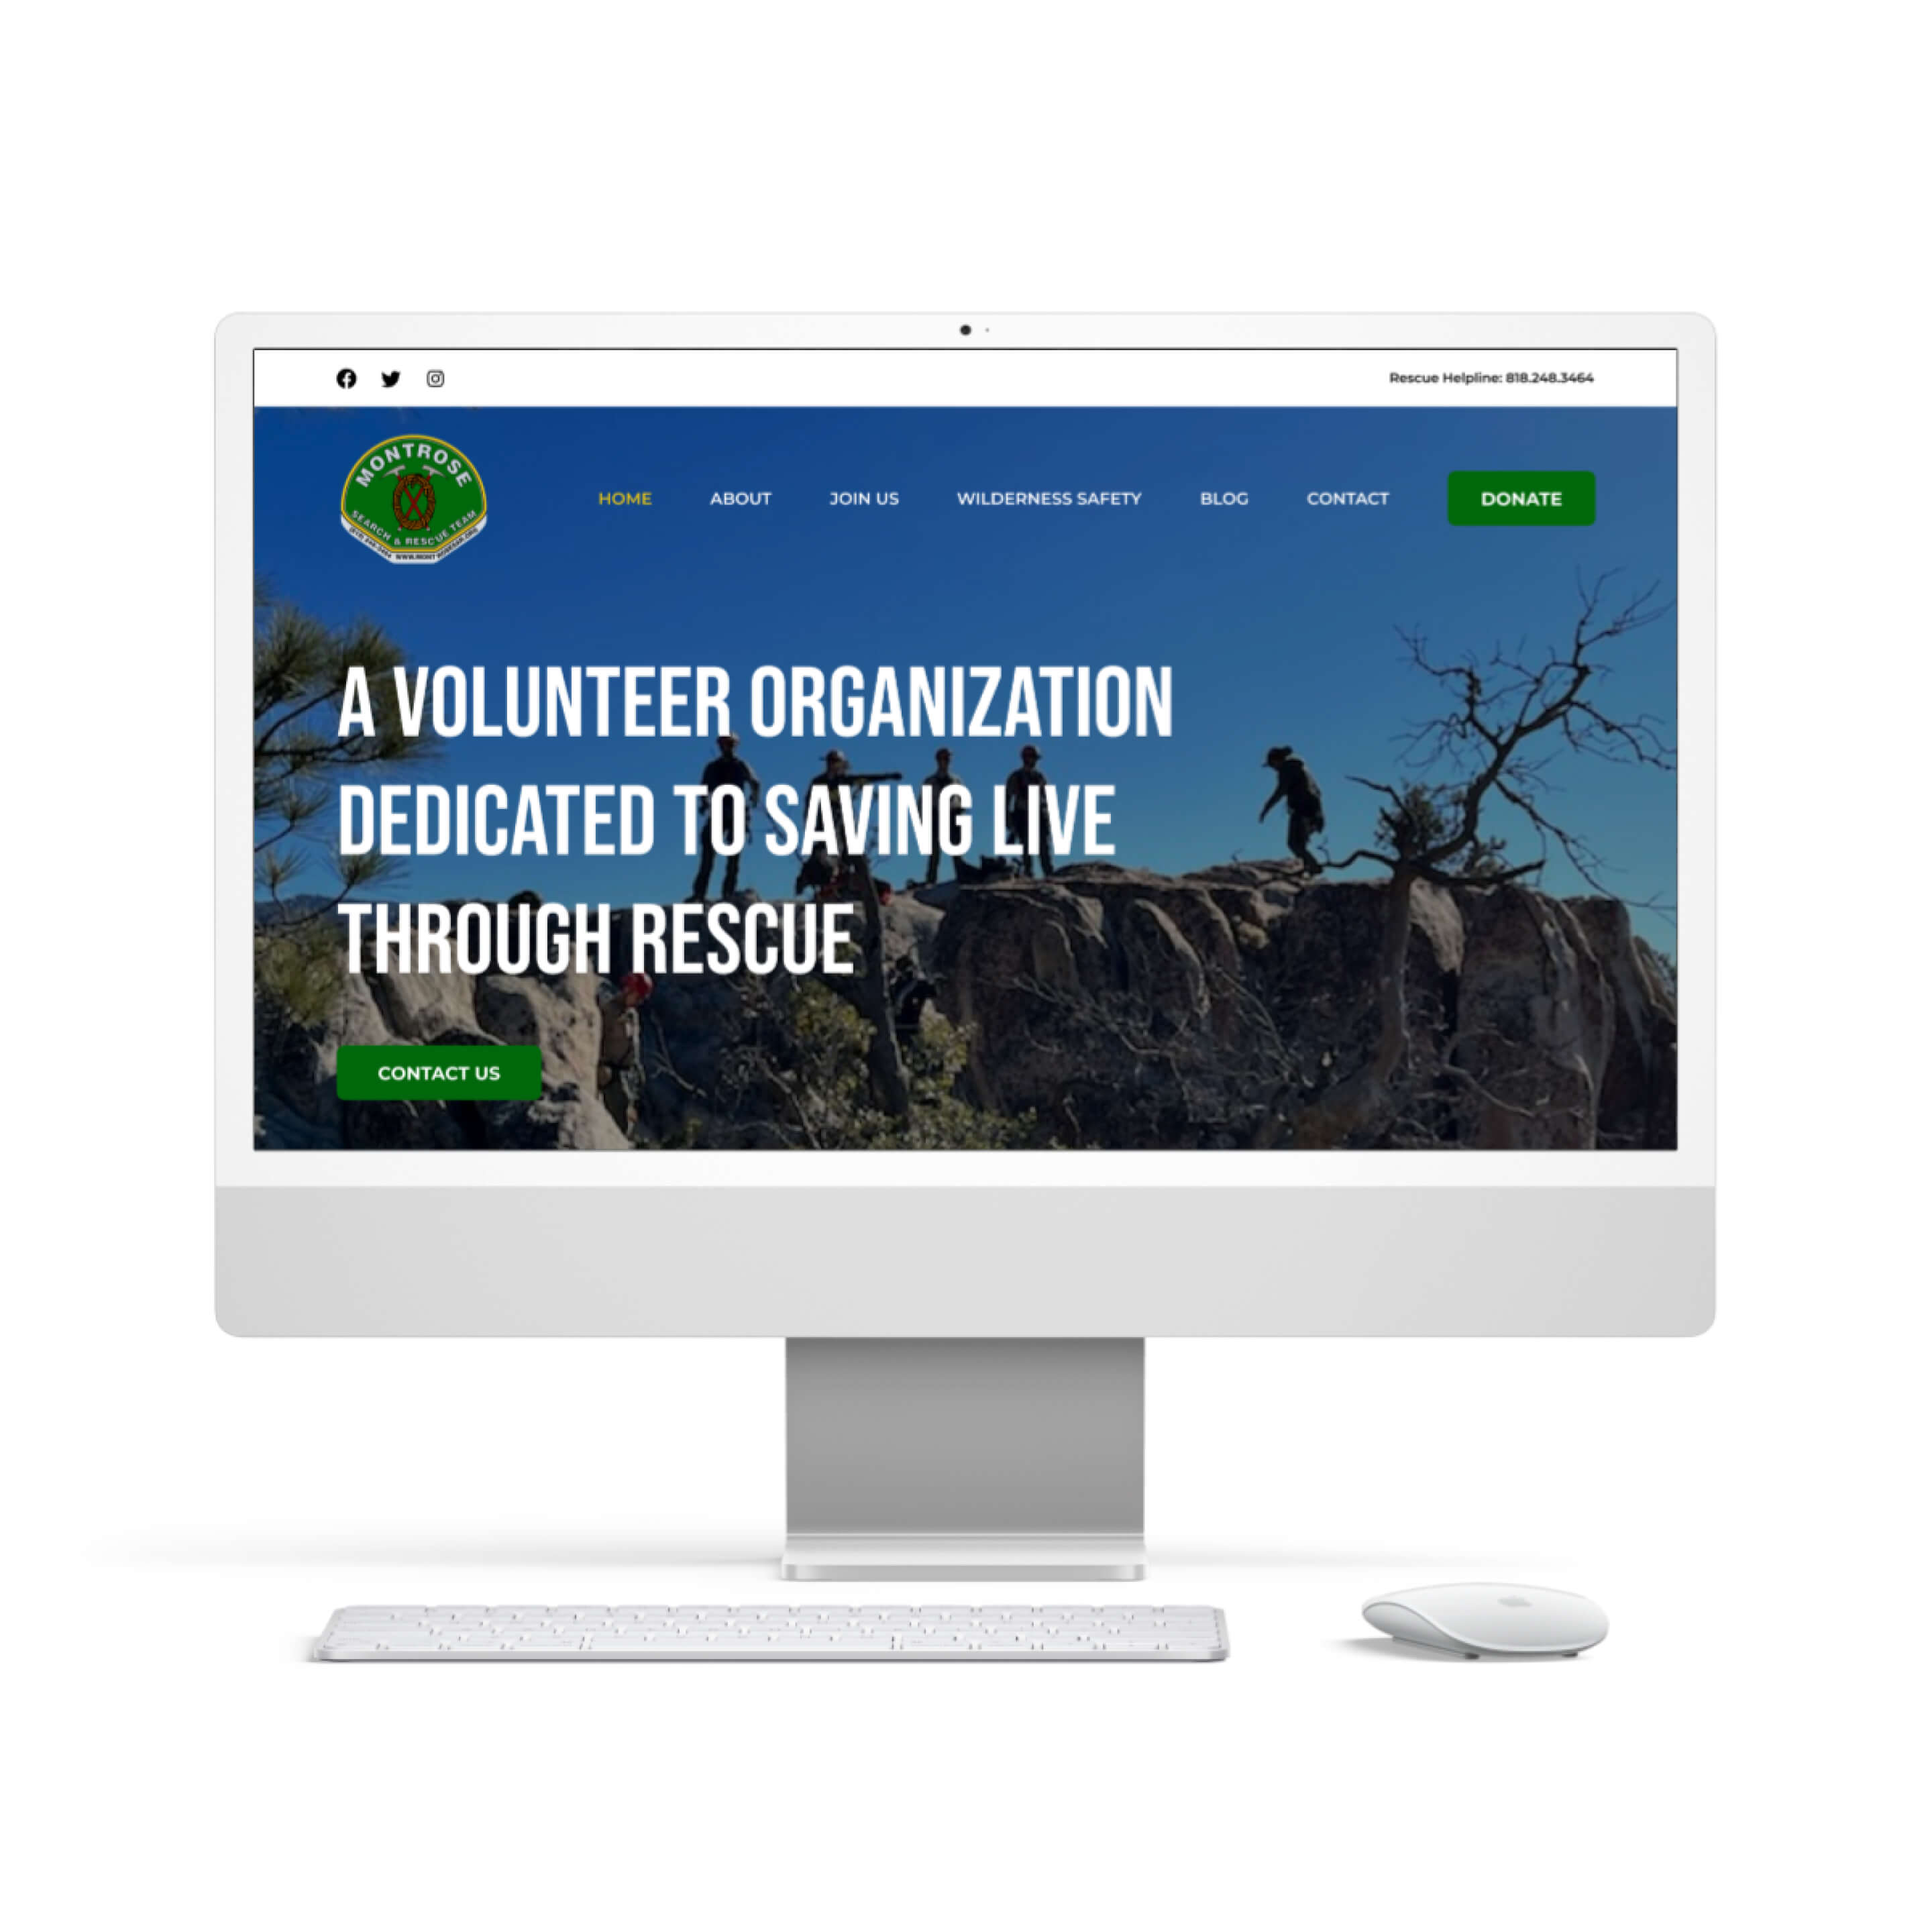 Rescue Helpline: 818.248.3464
MONTROSE
SEARCH & RESCUE TEAM
HOME
ABOUT
JOIN US
WILDERNESS SAFETY
BLOG
CONTACT
DONATE
A VOLUNTEER ORGANIZATION
DEDICATED TO SAVING LIVE
THROUGH RESCUE
CONTACT US